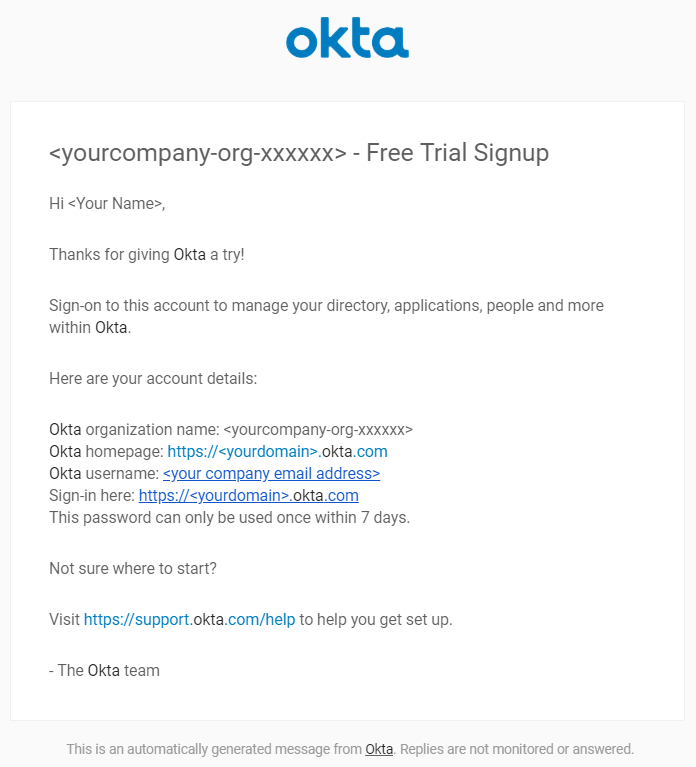 okta
<yourcompany-org-xxxxxx> - Free Trial Signup
Hi <Your Name>,
Thanks for giving Okta a try!
Sign-on to this account to manage your directory, applications, people and more
within Okta.
Here are your account details:
Okta organization name: <yourcompany-org-xxxxxx>
Okta homepage: https://<yourdomain>.okta.com
Okta username: <your company email address>
Sign-in here: https://<yourdomain>.okta.com
This password can only be used once within 7 days.
Not sure where to start?
Visit https://support.okta.com/help to help you get set up.
- The Okta team
This is an automatically generated message from Okta. Replies are not monitored or answered.